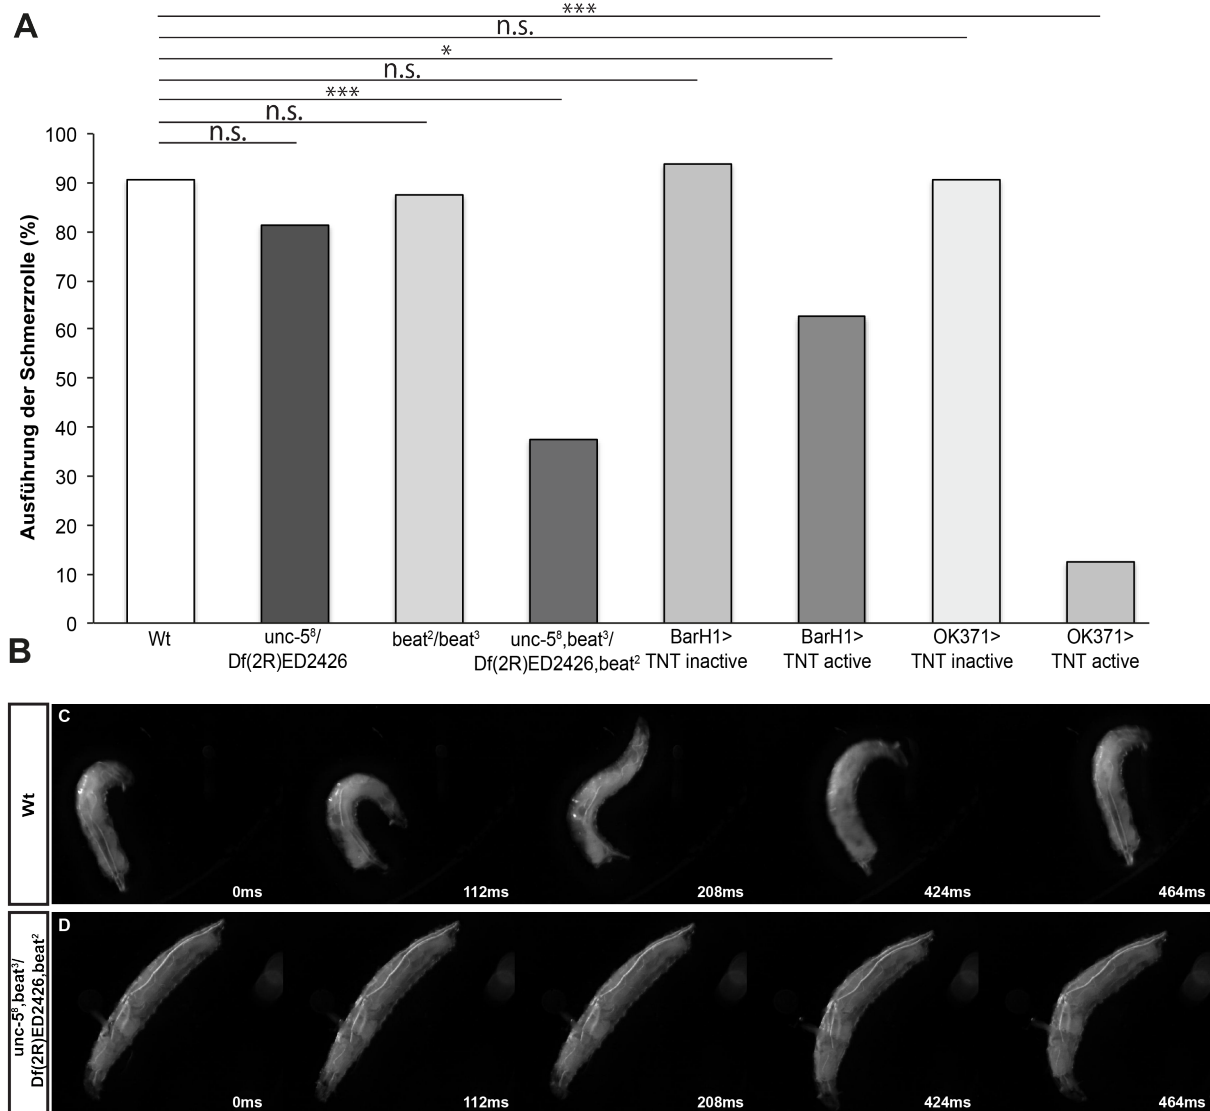 A
***
n.s.
*
n.s.
***
n.s.
n.s.
Ausführung der Schmerzrolle (%)
100
90
80
70
60
50
40
30
20
10
0
Wt
unc-5⁸/
Df(2R)ED2426
beat²/beat³
unc-5⁸,beat³/
Df(2R)ED2426,beat²
BarH1>
TNT inactive
BarH1>
TNT active
OK371>
TNT inactive
OK371>
TNT active
B
Wt
C
0ms
112ms
208ms
424ms
464ms
unc-5⁸,beat³/
Df(2R)ED2426,beat²
D
0ms
112ms
208ms
424ms
464ms